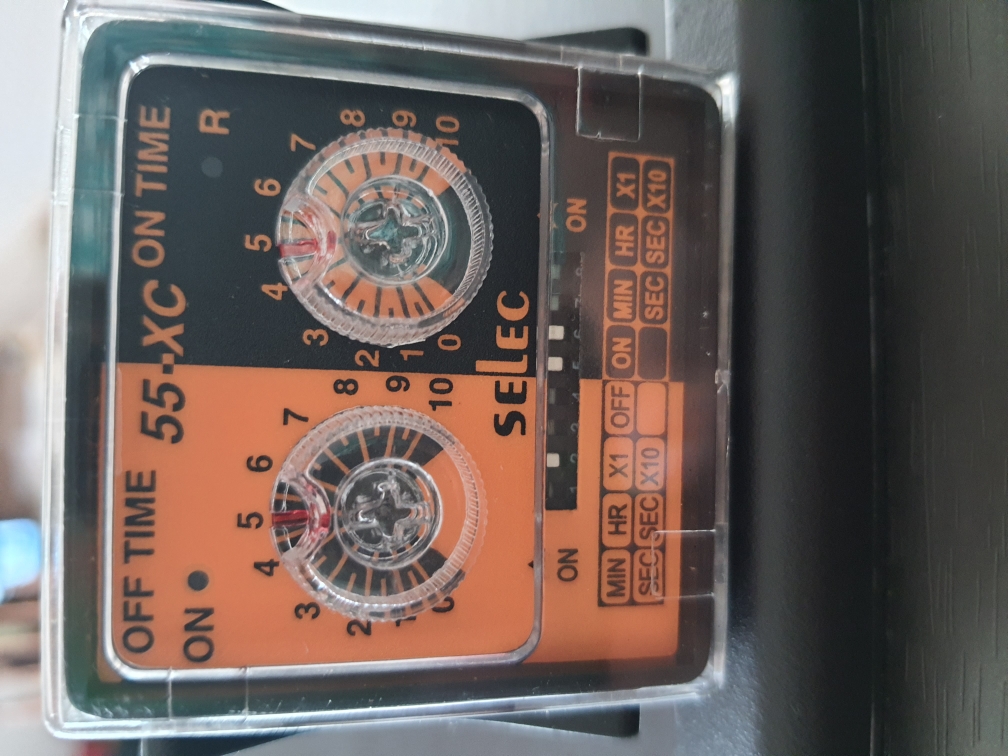 OFF TIME 55-XC ON TIME
ON R
0 1 2 3 4 5 6 7 8 9 10
0 1 2 3 4 5 6 7 8 9 10
SELEC
ON ON
MIN HR X1 OFF ON MIN HR X1
SEC SEC X10 SEC SEC X10